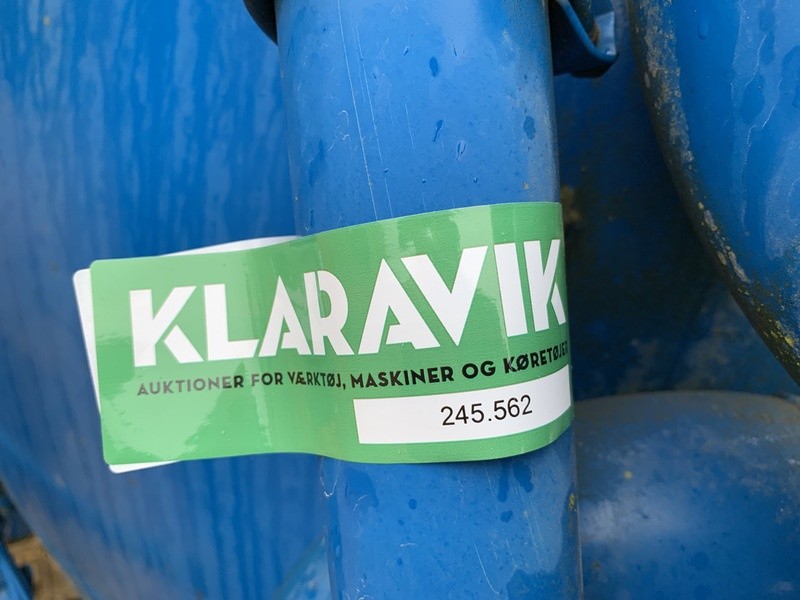 KLARAVIK
AUKTIONER FOR VÆRKTØJ, MASKINER OG KØRETØJER
245.562